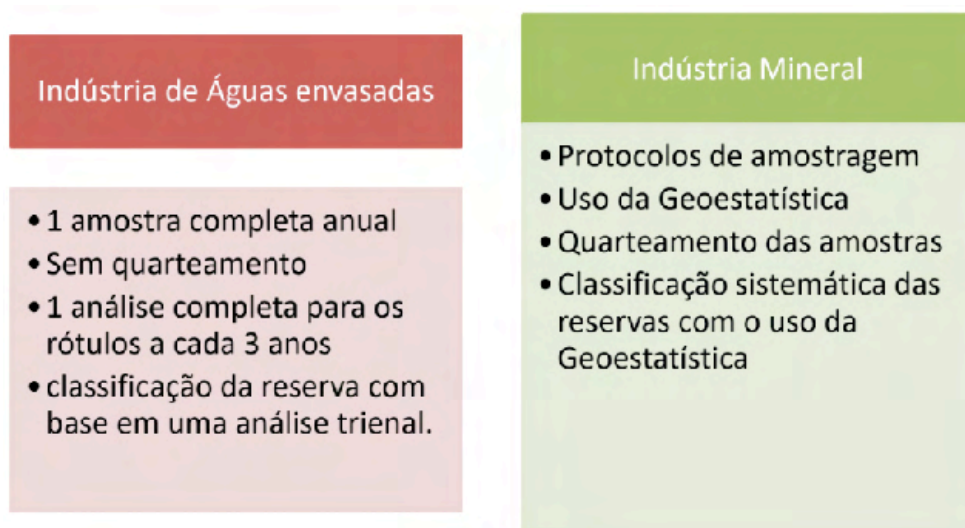 Indústria de Águas envasadas
• 1 amostra completa anual
• Sem quarteamento
• 1 análise completa para os
rótulos a cada 3 anos
• classificação da reserva com
base em uma análise trienal.
Indústria Mineral
• Protocolos de amostragem
• Uso da Geoestatística
• Quarteamento das amostras
• Classificação sistemática das
reservas com o uso da
Geoestatística